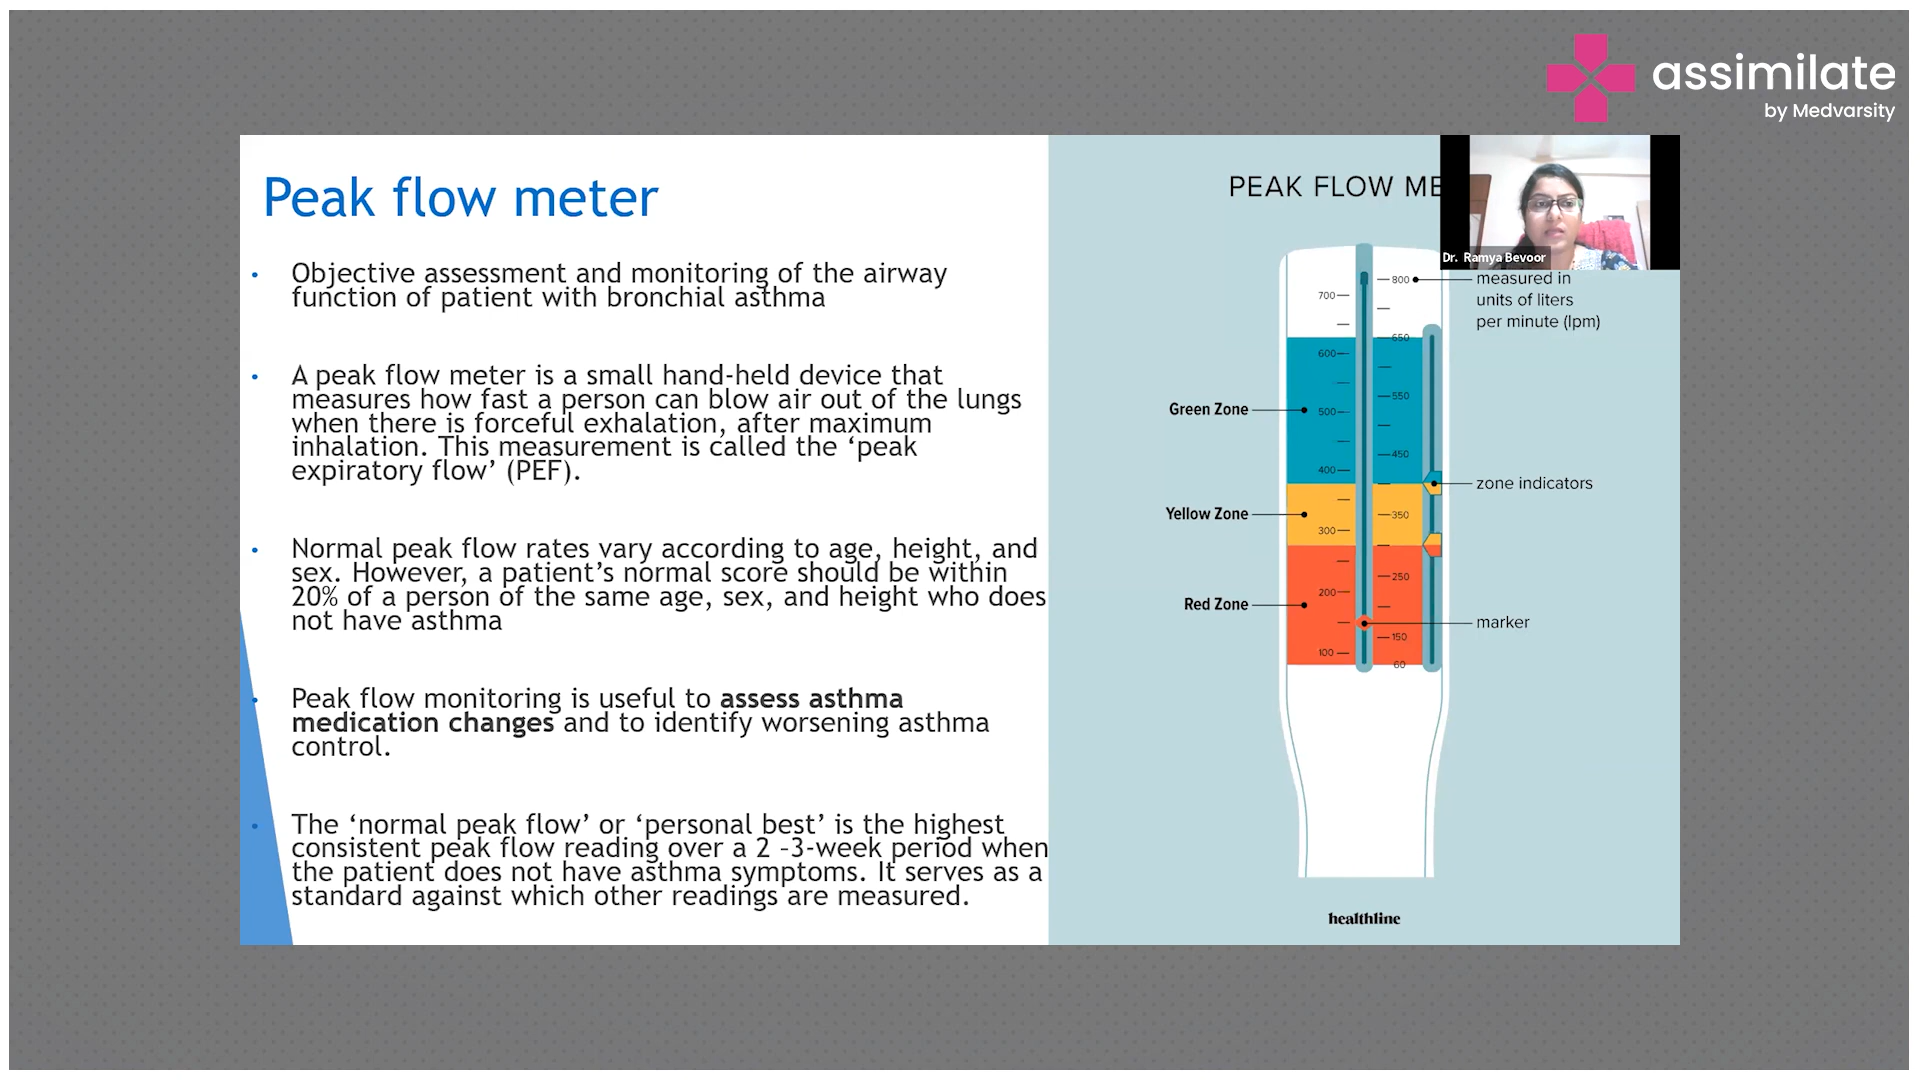 assimilate
by Medvarsity
Peak flow meter
• Objective assessment and monitoring of the airway
function of patient with bronchial asthma
• A peak flow meter is a small hand-held device that
measures how fast a person can blow air out of the lungs
when there is forceful exhalation, after maximum
inhalation. This measurement is called the ‘peak
expiratory flow’ (PEF).
• Normal peak flow rates vary according to age, height, and
sex. However, a patient’s normal score should be within
20% of a person of the same age, sex, and height who does
not have asthma
• Peak flow monitoring is useful to assess asthma
medication changes and to identify worsening asthma
control.
• The ‘normal peak flow’ or ‘personal best’ is the highest
consistent peak flow reading over a 2 –3-week period when
the patient does not have asthma symptoms. It serves as a
standard against which other readings are measured.
PEAK FLOW ME
Dr. Ramya Bevoor
measured in
units of liters
per minute (lpm)
800
700
650
600
550
Green Zone
500
450
400
zone indicators
Yellow Zone
350
300
250
Red Zone
200
marker
150
100
60
healthline